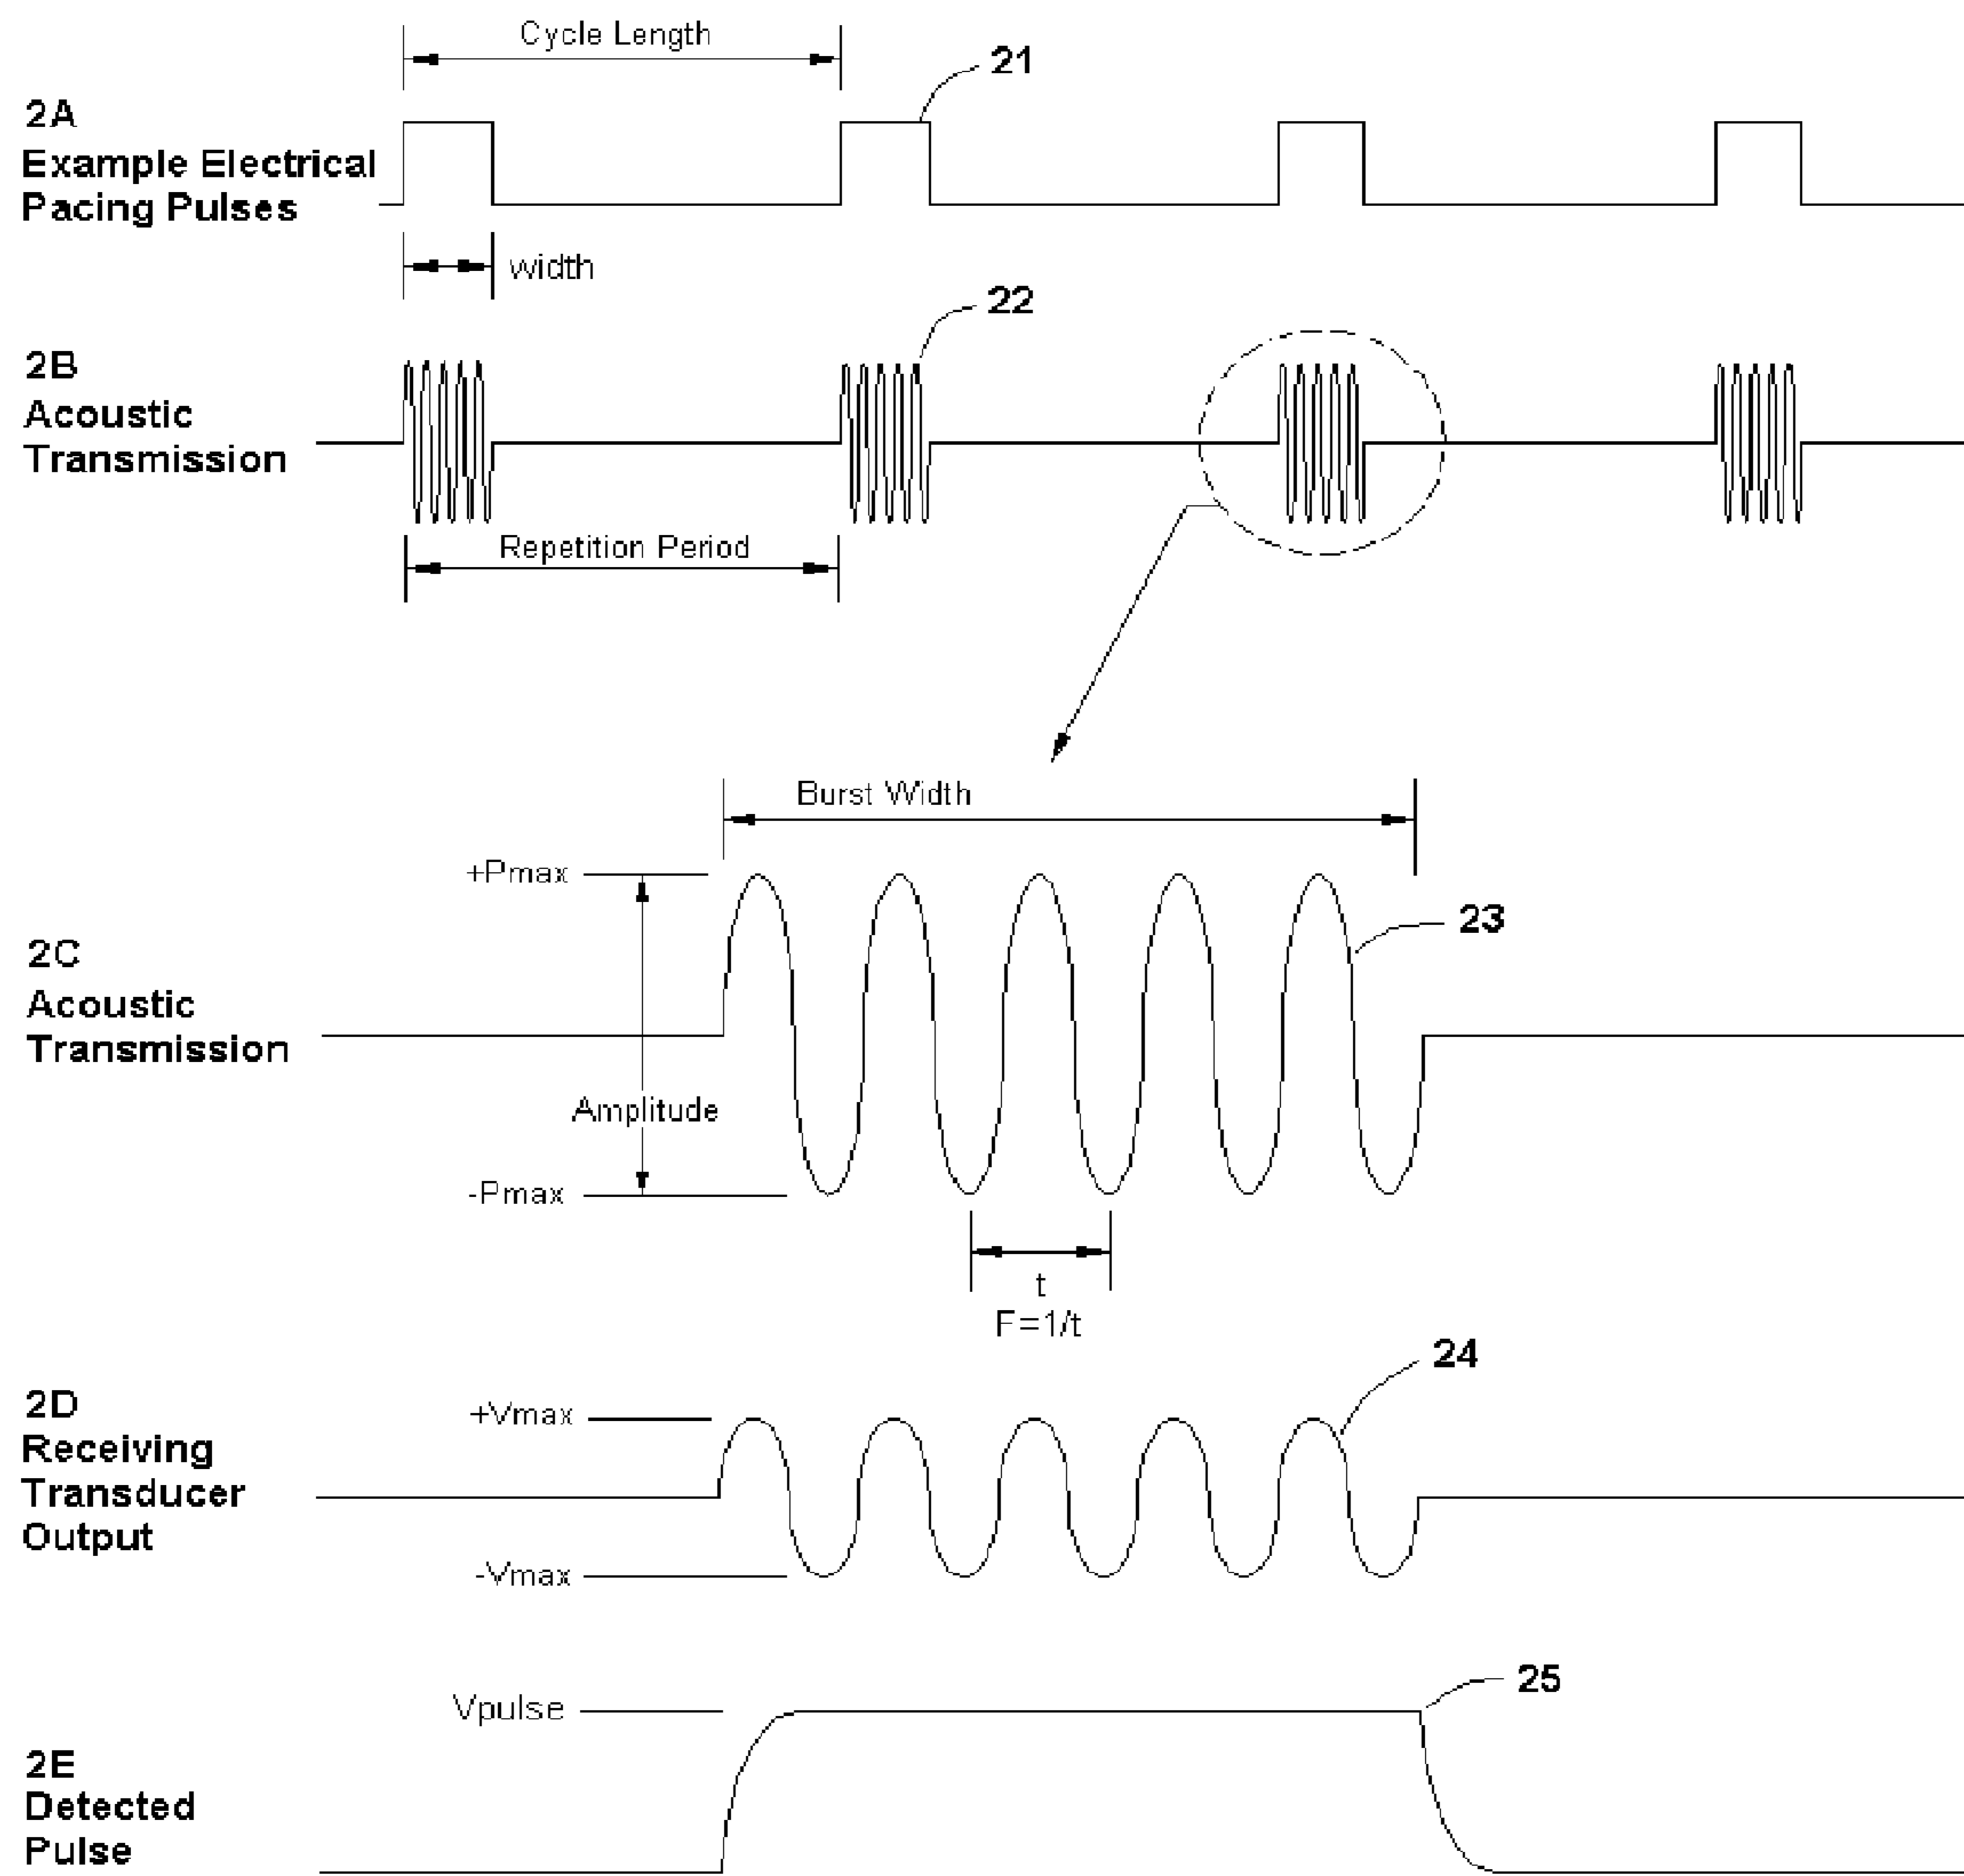 Cycle Length
21
2A
Example Electrical
Pacing Pulses
width
22
2B
Acoustic
Transmission
Repetition Period
Burst Width
+Pmax
23
2C
Acoustic
Transmission
Amplitude
-Pmax
t
F=1/t
24
2D
Receiving
Transducer
Output
+Vmax
-Vmax
25
Vpulse
2E
Detected
Pulse